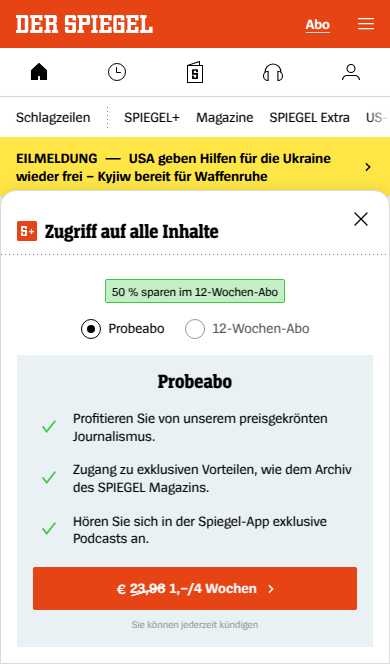 DER SPIEGEL
Abo
Schlagzeilen SPIEGEL+ Magazine SPIEGEL Extra US-
EILMELDUNG — USA geben Hilfen für die Ukraine
wieder frei – Kyjiw bereit für Waffenruhe
S+ Zugriff auf alle Inhalte
50 % sparen im 12-Wochen-Abo
Probeabo 12-Wochen-Abo
Probeabo
Profitieren Sie von unserem preisgekrönten
Journalismus.
Zugang zu exklusiven Vorteilen, wie dem Archiv
des SPIEGEL Magazins.
Hören Sie sich in der Spiegel-App exklusive
Podcasts an.
€ 23,96 1,–/4 Wochen
Sie können jederzeit kündigen